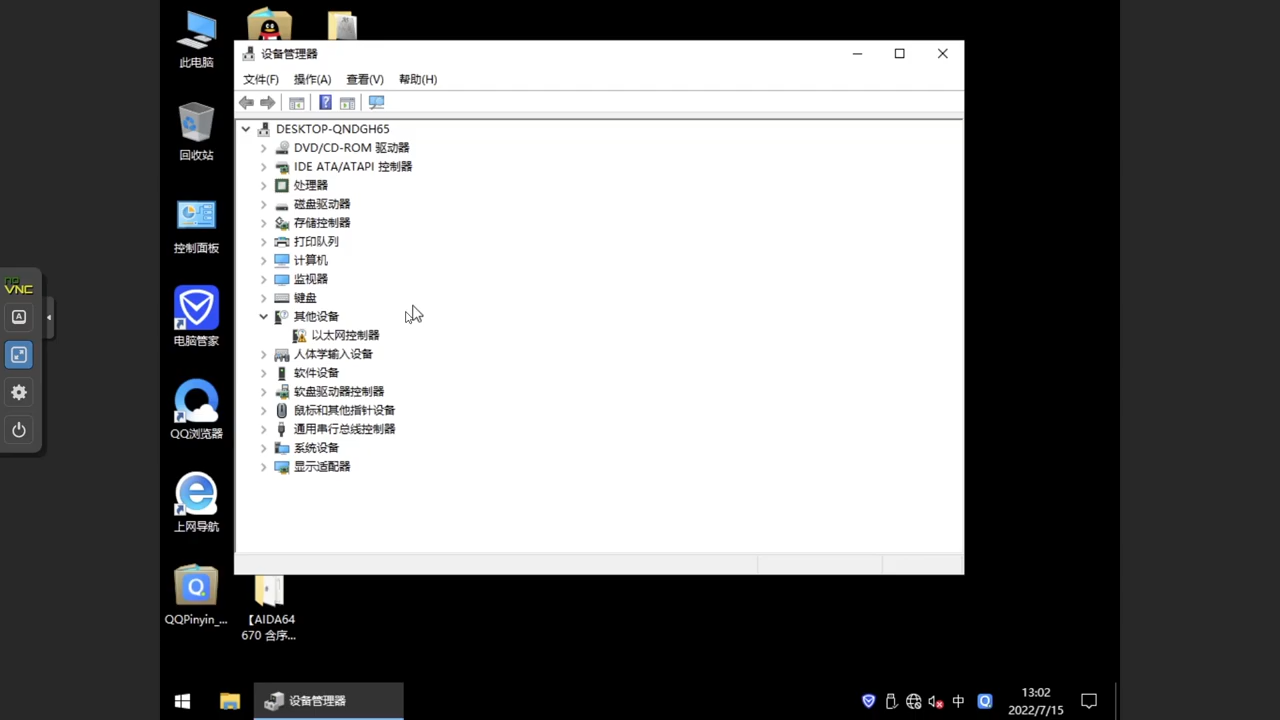 此电脑
回收站
控制面板
电脑管家
QQ浏览器
上网导航
QQPinyin_...
【AIDA64
670 含序...
设备管理器
文件(F) 操作(A) 查看(V) 帮助(H)
DESKTOP-QNDGH65
DVD/CD-ROM 驱动器
IDE ATA/ATAPI 控制器
处理器
磁盘驱动器
存储控制器
打印队列
计算机
监视器
键盘
其他设备
以太网控制器
人体学输入设备
软件设备
软盘驱动器控制器
鼠标和其他指针设备
通用串行总线控制器
系统设备
显示适配器
noVNC
A
设备管理器
中
13:02
2022/7/15